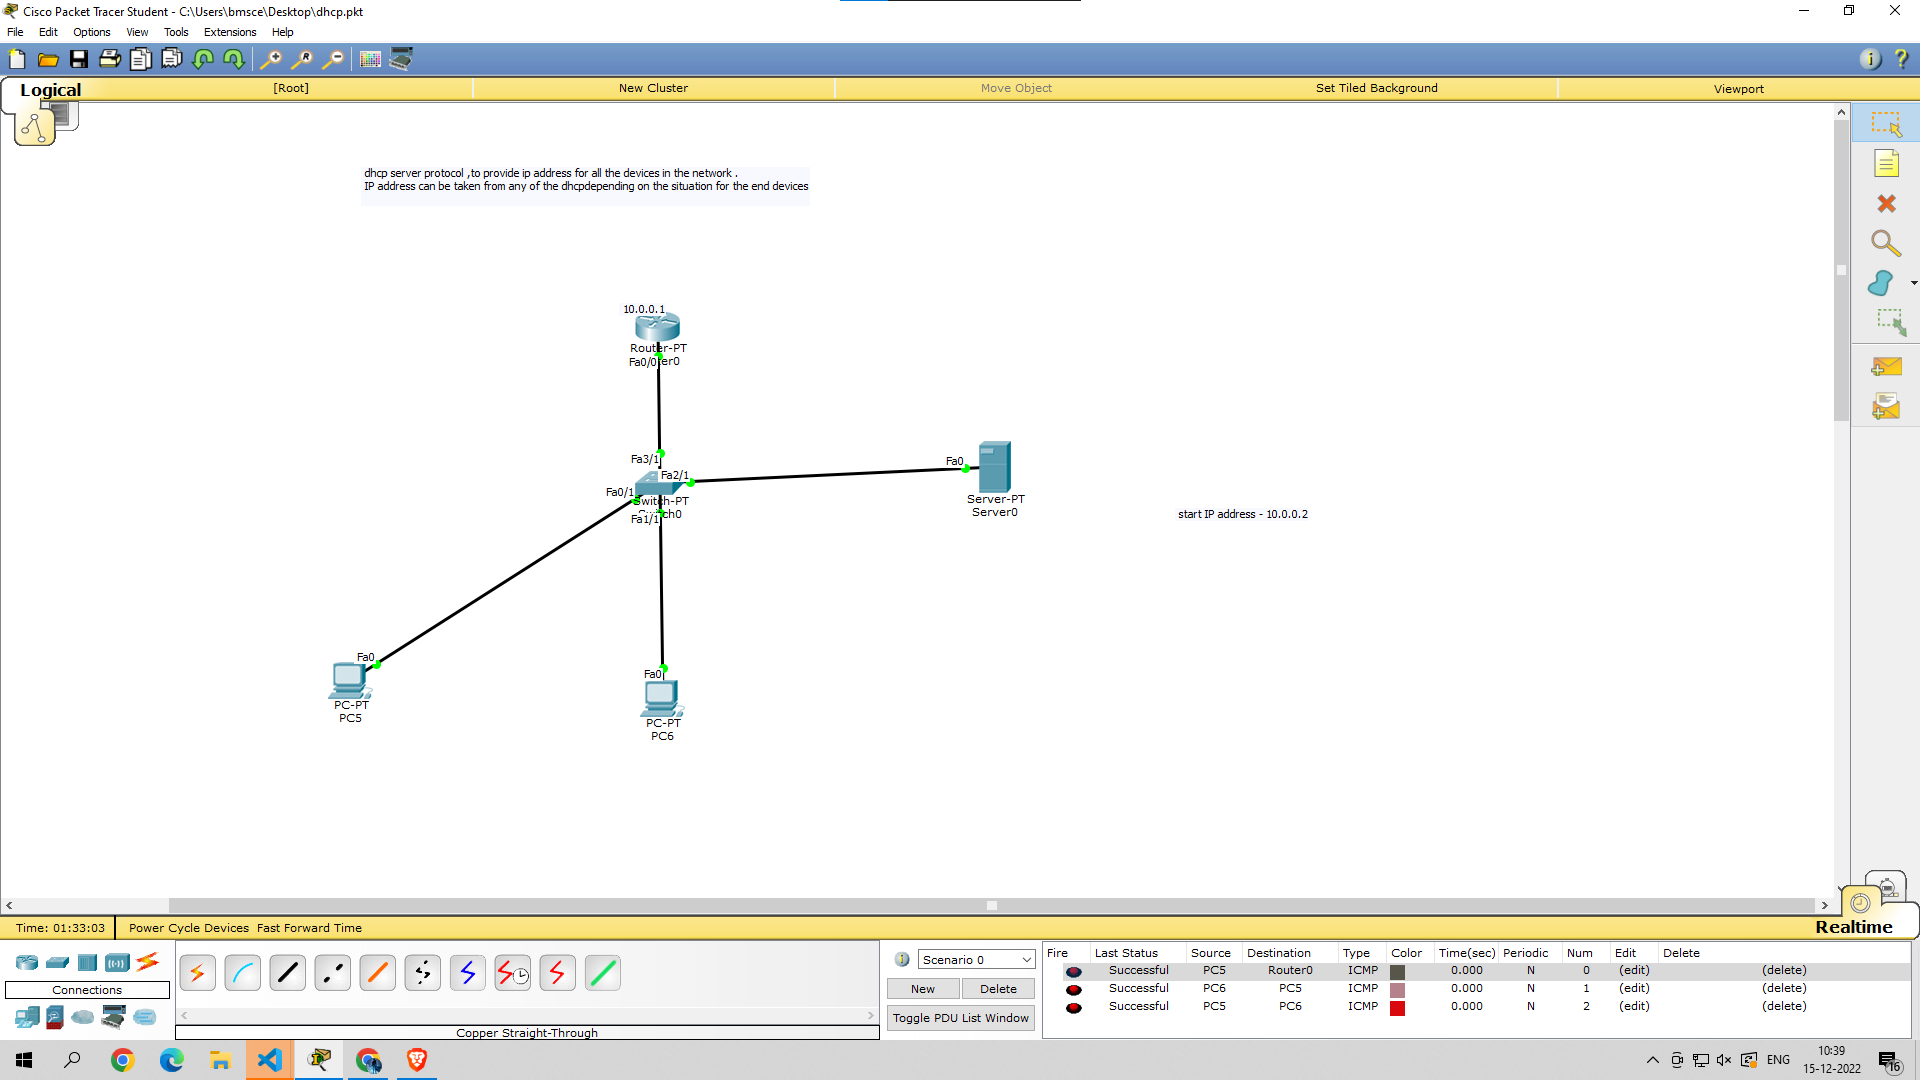 Cisco Packet Tracer Student - C:\Users\bmsce\Desktop\dhcp.pkt
File Edit Options View Tools Extensions Help
Logical [Root] New Cluster Move Object Set Tiled Background Viewport
dhcp server protocol ,to provide ip address for all the devices in the network .
IP address can be taken from any of the dhcpdepending on the situation for the end devices
10.0.0.1
Router-PT
Fa0/0 er0
Fa3/1
Fa2/1
Fa0/1
Switch-PT
Fa1/1 ch0
Fa0
Server-PT
Server0
start IP address - 10.0.0.2
Fa0
PC-PT
PC5
Fa0
PC-PT
PC6
Time: 01:33:03 Power Cycle Devices Fast Forward Time
Realtime
Connections
Copper Straight-Through
Scenario 0
New Delete
Toggle PDU List Window
Fire Last Status Source Destination Type Color Time(sec) Periodic Num Edit Delete
Successful PC5 Router0 ICMP 0.000 N 0 (edit) (delete)
Successful PC6 PC5 ICMP 0.000 N 1 (edit) (delete)
Successful PC5 PC6 ICMP 0.000 N 2 (edit) (delete)
ENG
10:39
15-12-2022
16